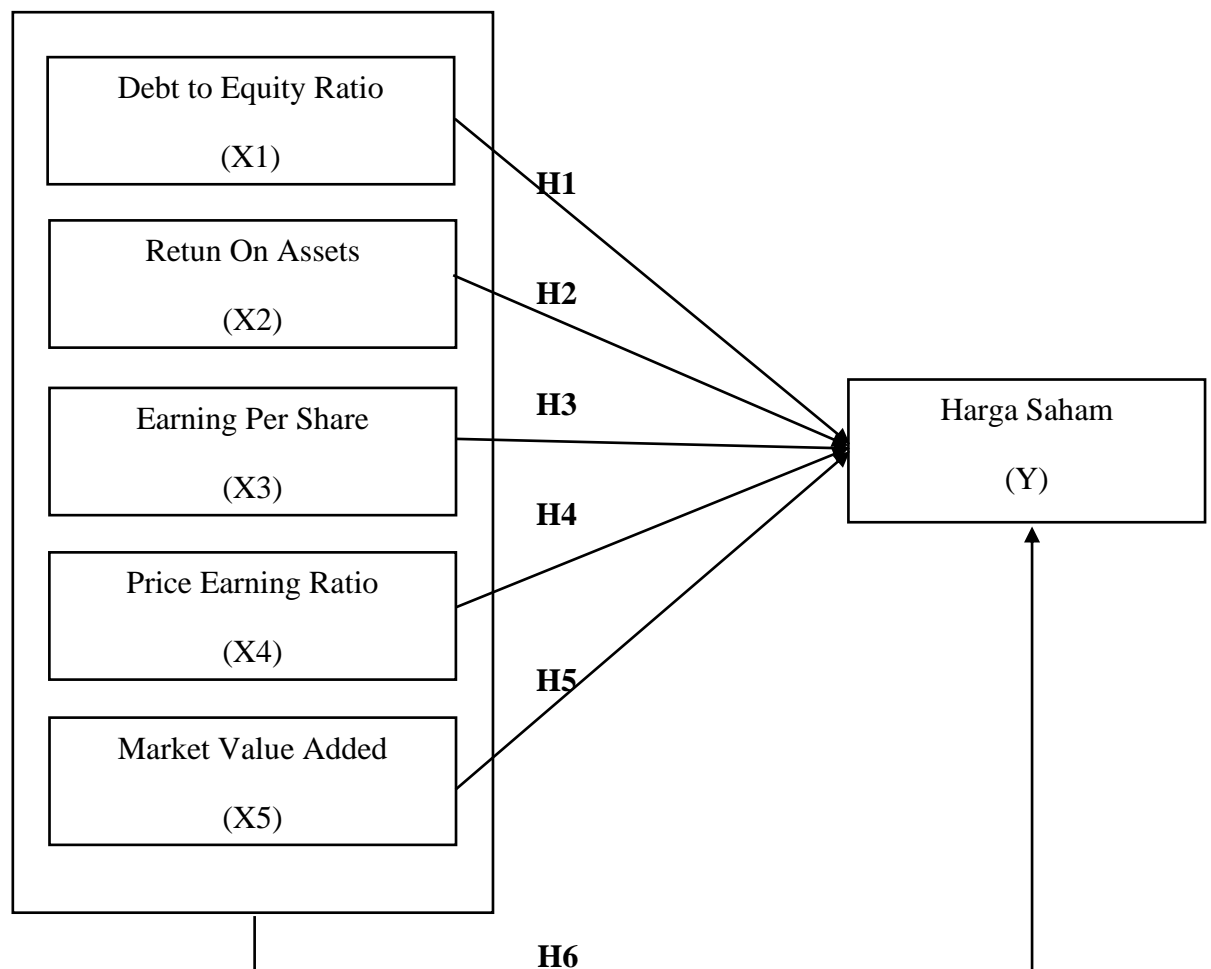 Debt to Equity Ratio
(X1)
H1
Retun On Assets
(X2)
H2
Earning Per Share
(X3)
H3
Harga Saham
(Y)
Price Earning Ratio
(X4)
H4
Market Value Added
(X5)
H5
H6